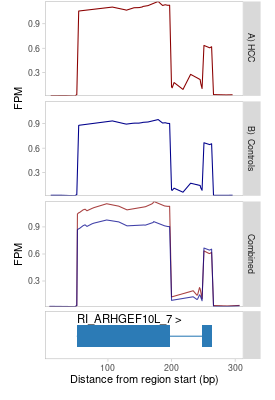 0.9
0.6
0.3
A) HCC
FPM
0.9
0.6
0.3
B) Controls
0.9
0.6
0.3
Combined
FPM
RI_ARHGEF10L_7 >
100
200
300
Distance from region start (bp)